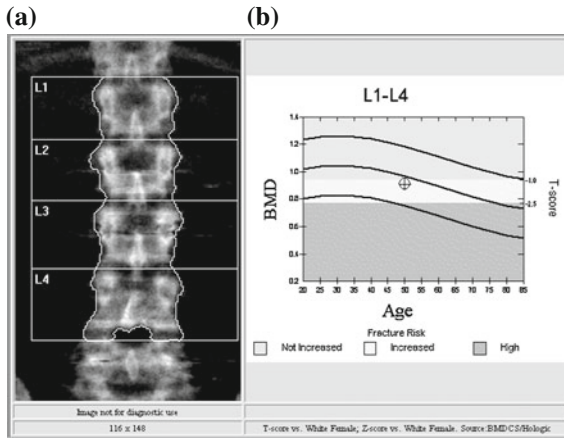 (a)
(b)
L1
L2
L3
L4
Image not for diagnostic use
116 x 148
L1-L4
BMD
1.4
1.2
1.0
0.8
0.6
0.4
0.2
20 25 30 35 40 45 50 55 60 65 70 75 80 85
Age
-1.0
-2.5
T-score
Fracture Risk
Not Increased
Increased
High
T-score vs. White Female; Z-score vs. White Female. Source:BMDCS/Hologic